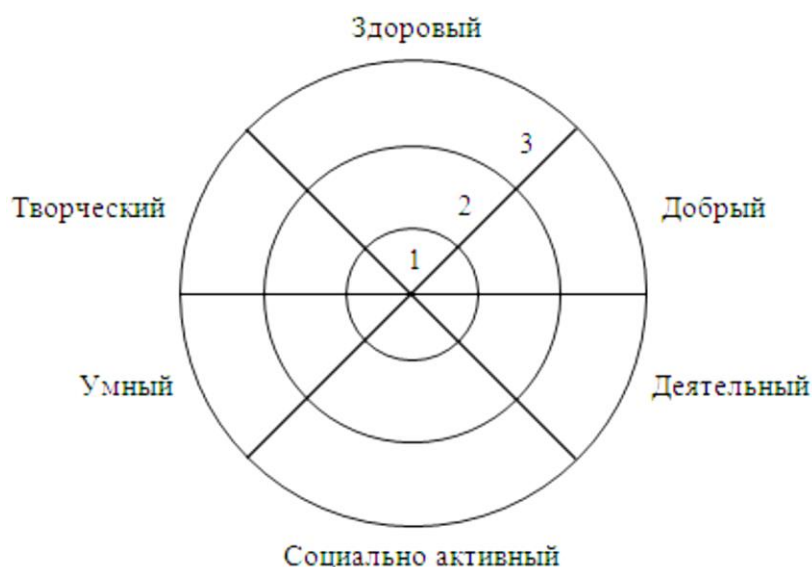 Здоровый
3
Творческий
2
Добрый
1
Умный
Деятельный
Социально активный